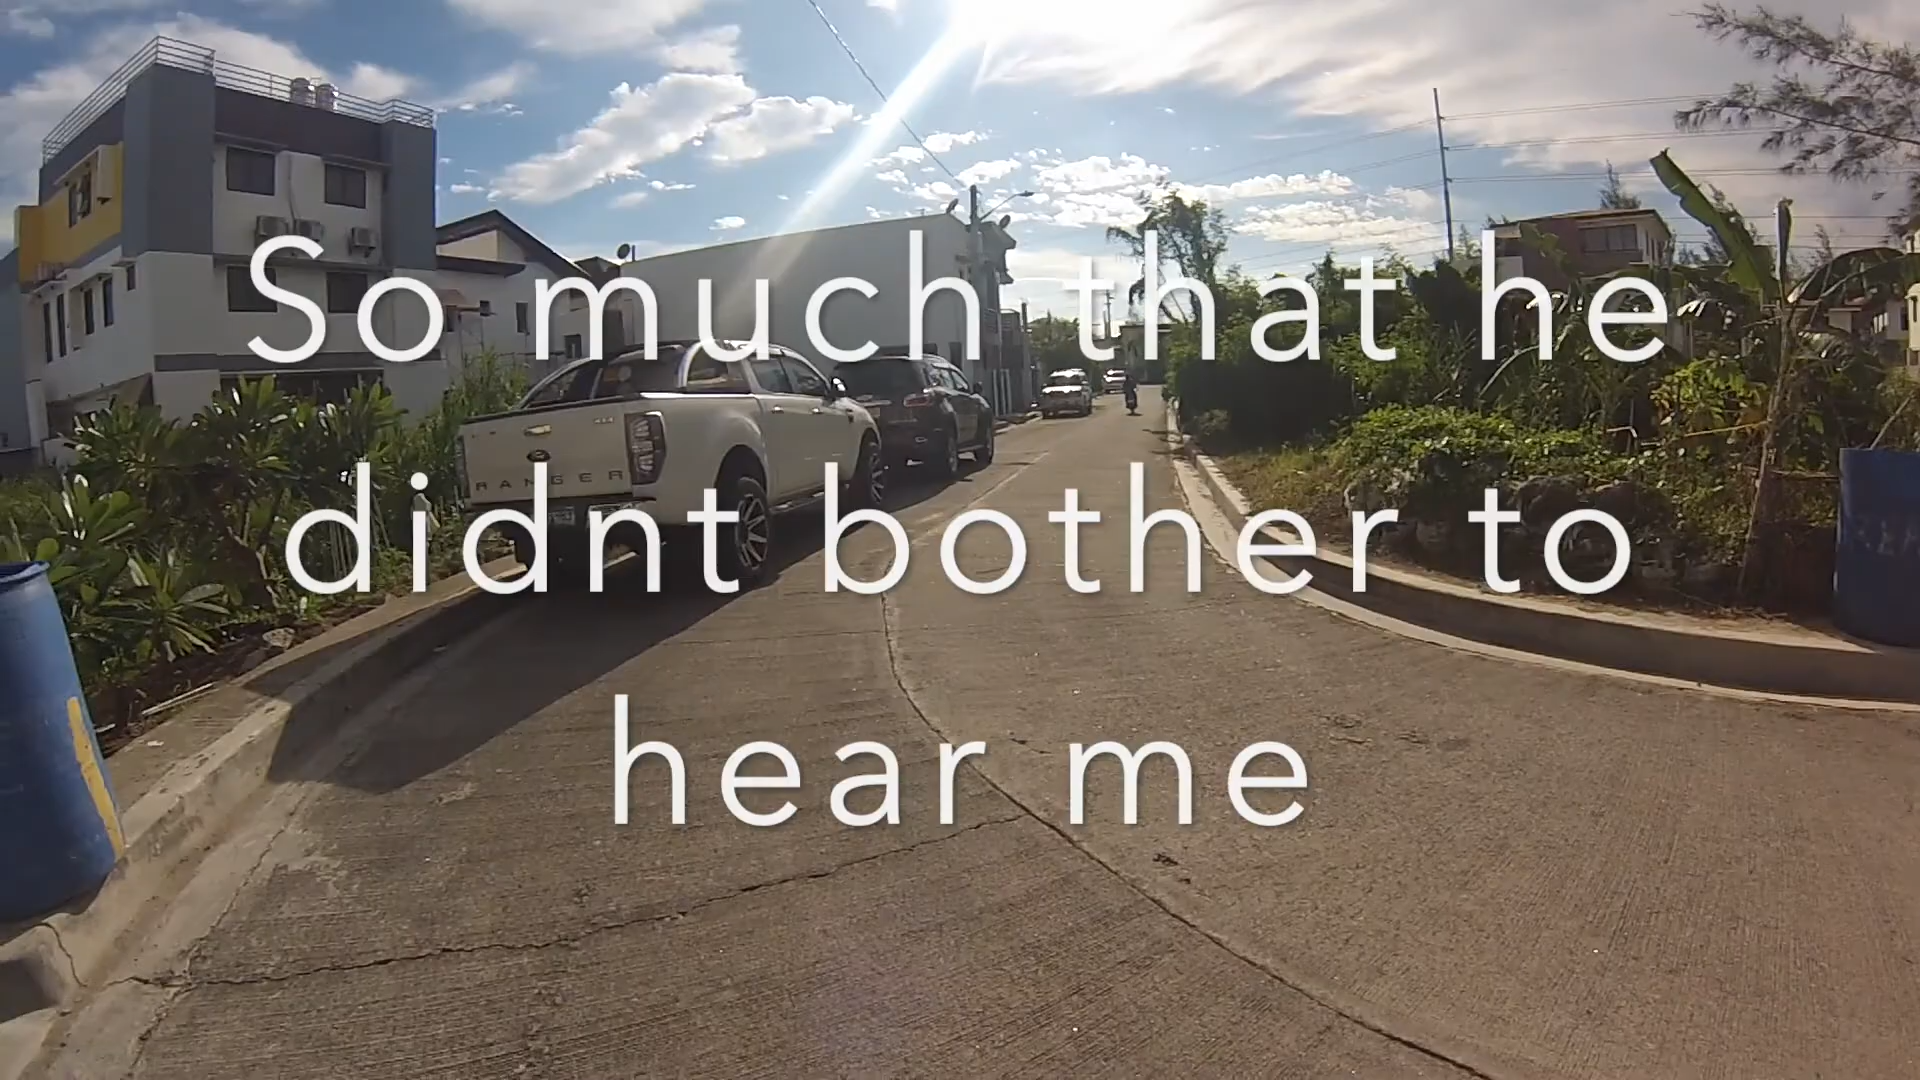 So much that he
didnt bother to
hear me
RANGER